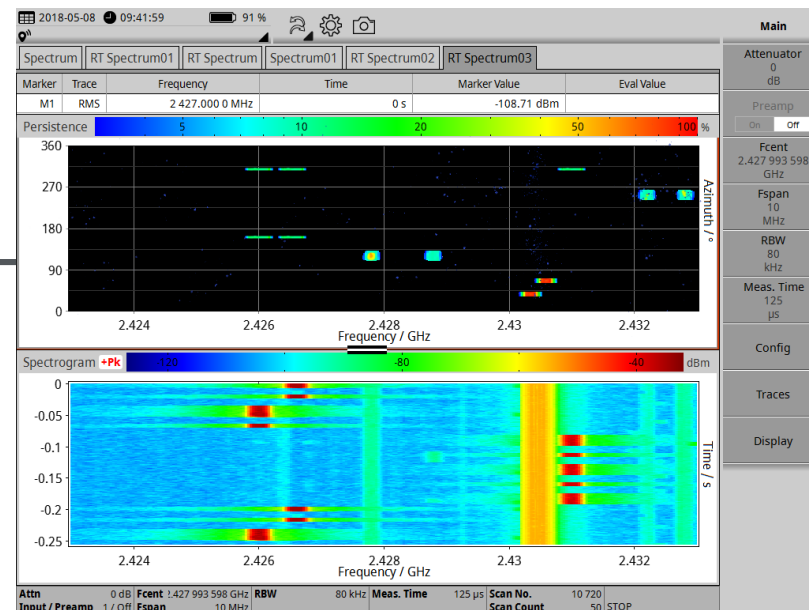 2018-05-08 09:41:59 91 %
Main
Spectrum RT Spectrum01 RT Spectrum Spectrum01 RT Spectrum02 RT Spectrum03
Marker Trace Frequency Time Marker Value Eval Value
M1 RMS 2 427.000 0 MHz 0 s -108.71 dBm
Persistence 5 10 20 50 100 %
360
270
180
90
0
Azimuth / °
2.424 2.426 2.428 2.43 2.432
Frequency / GHz
Spectrogram +Pk -120 -80 -40 dBm
0
-0.05
-0.1
-0.15
-0.2
-0.25
Time / s
2.424 2.426 2.428 2.43 2.432
Frequency / GHz
Attenuator
0
dB
Preamp
On Off
Fcent
2.427 993 598
GHz
Fspan
10
MHz
RBW
80
kHz
Meas. Time
125
µs
Config
Traces
Display
Attn 0 dB Fcent !.427 993 598 GHz RBW 80 kHz Meas. Time 125 µs Scan No. 10 720
Input / Preamp 1 / Off Fspan 10 MHz Scan Count 50 STOP